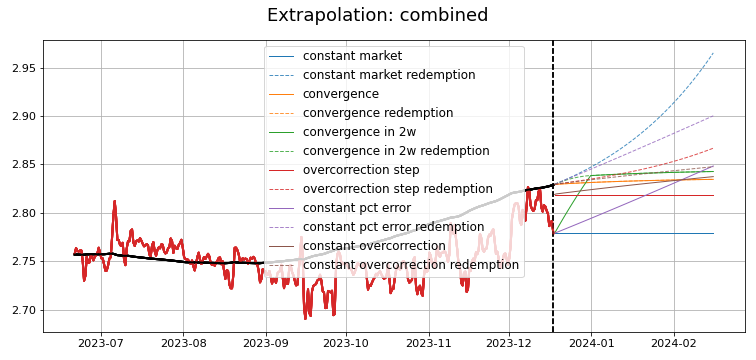 Extrapolation: combined
2.95
2.90
2.85
2.80
2.75
2.70
constant market
constant market redemption
convergence
convergence redemption
convergence in 2w
convergence in 2w redemption
overcorrection step
overcorrection step redemption
constant pct error
constant pct error redemption
constant overcorrection
constant overcorrection redemption
2023-07 2023-08 2023-09 2023-10 2023-11 2023-12 2024-01 2024-02